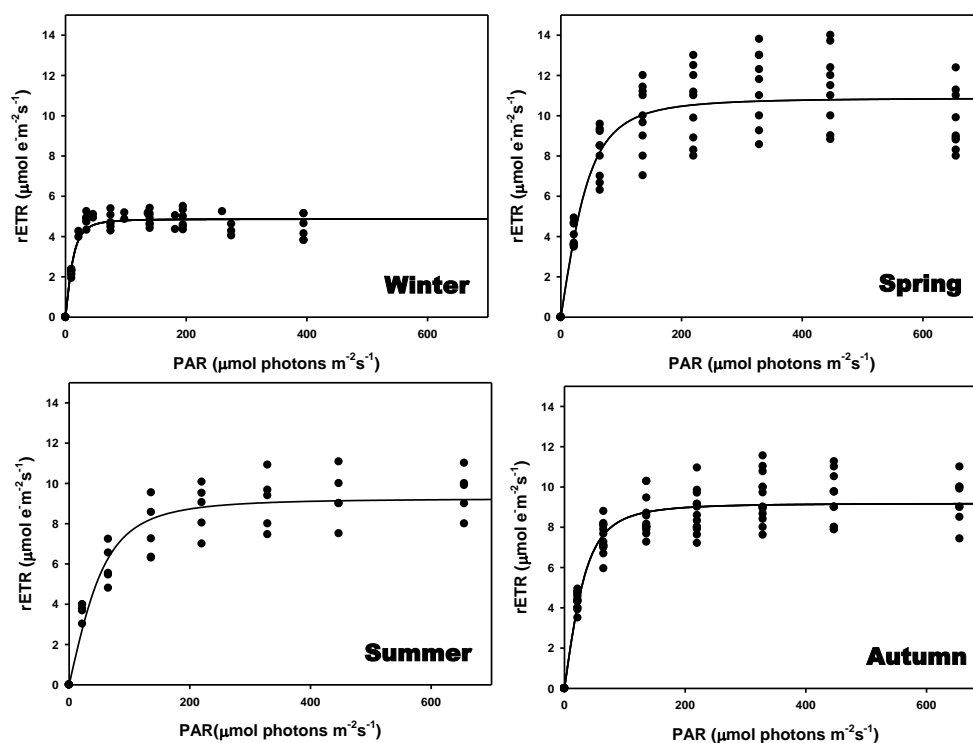 14
12
10
8
6
4
2
0
rETR (μmol e⁻m⁻²s⁻¹)
Winter
0 200 400 600
PAR (μmol photons m⁻²s⁻¹)
14
12
10
8
6
4
2
0
rETR (μmol e⁻m⁻²s⁻¹)
Spring
0 200 400 600
PAR (μmol photons m⁻²s⁻¹)
14
12
10
8
6
4
2
0
rETR (μmol e⁻m⁻²s⁻¹)
Summer
0 200 400 600
PAR(μmol photons m⁻²s⁻¹)
14
12
10
8
6
4
2
0
rETR (μmol e⁻m⁻²s⁻¹)
Autumn
0 200 400 600
PAR (μmol photons m⁻²s⁻¹)